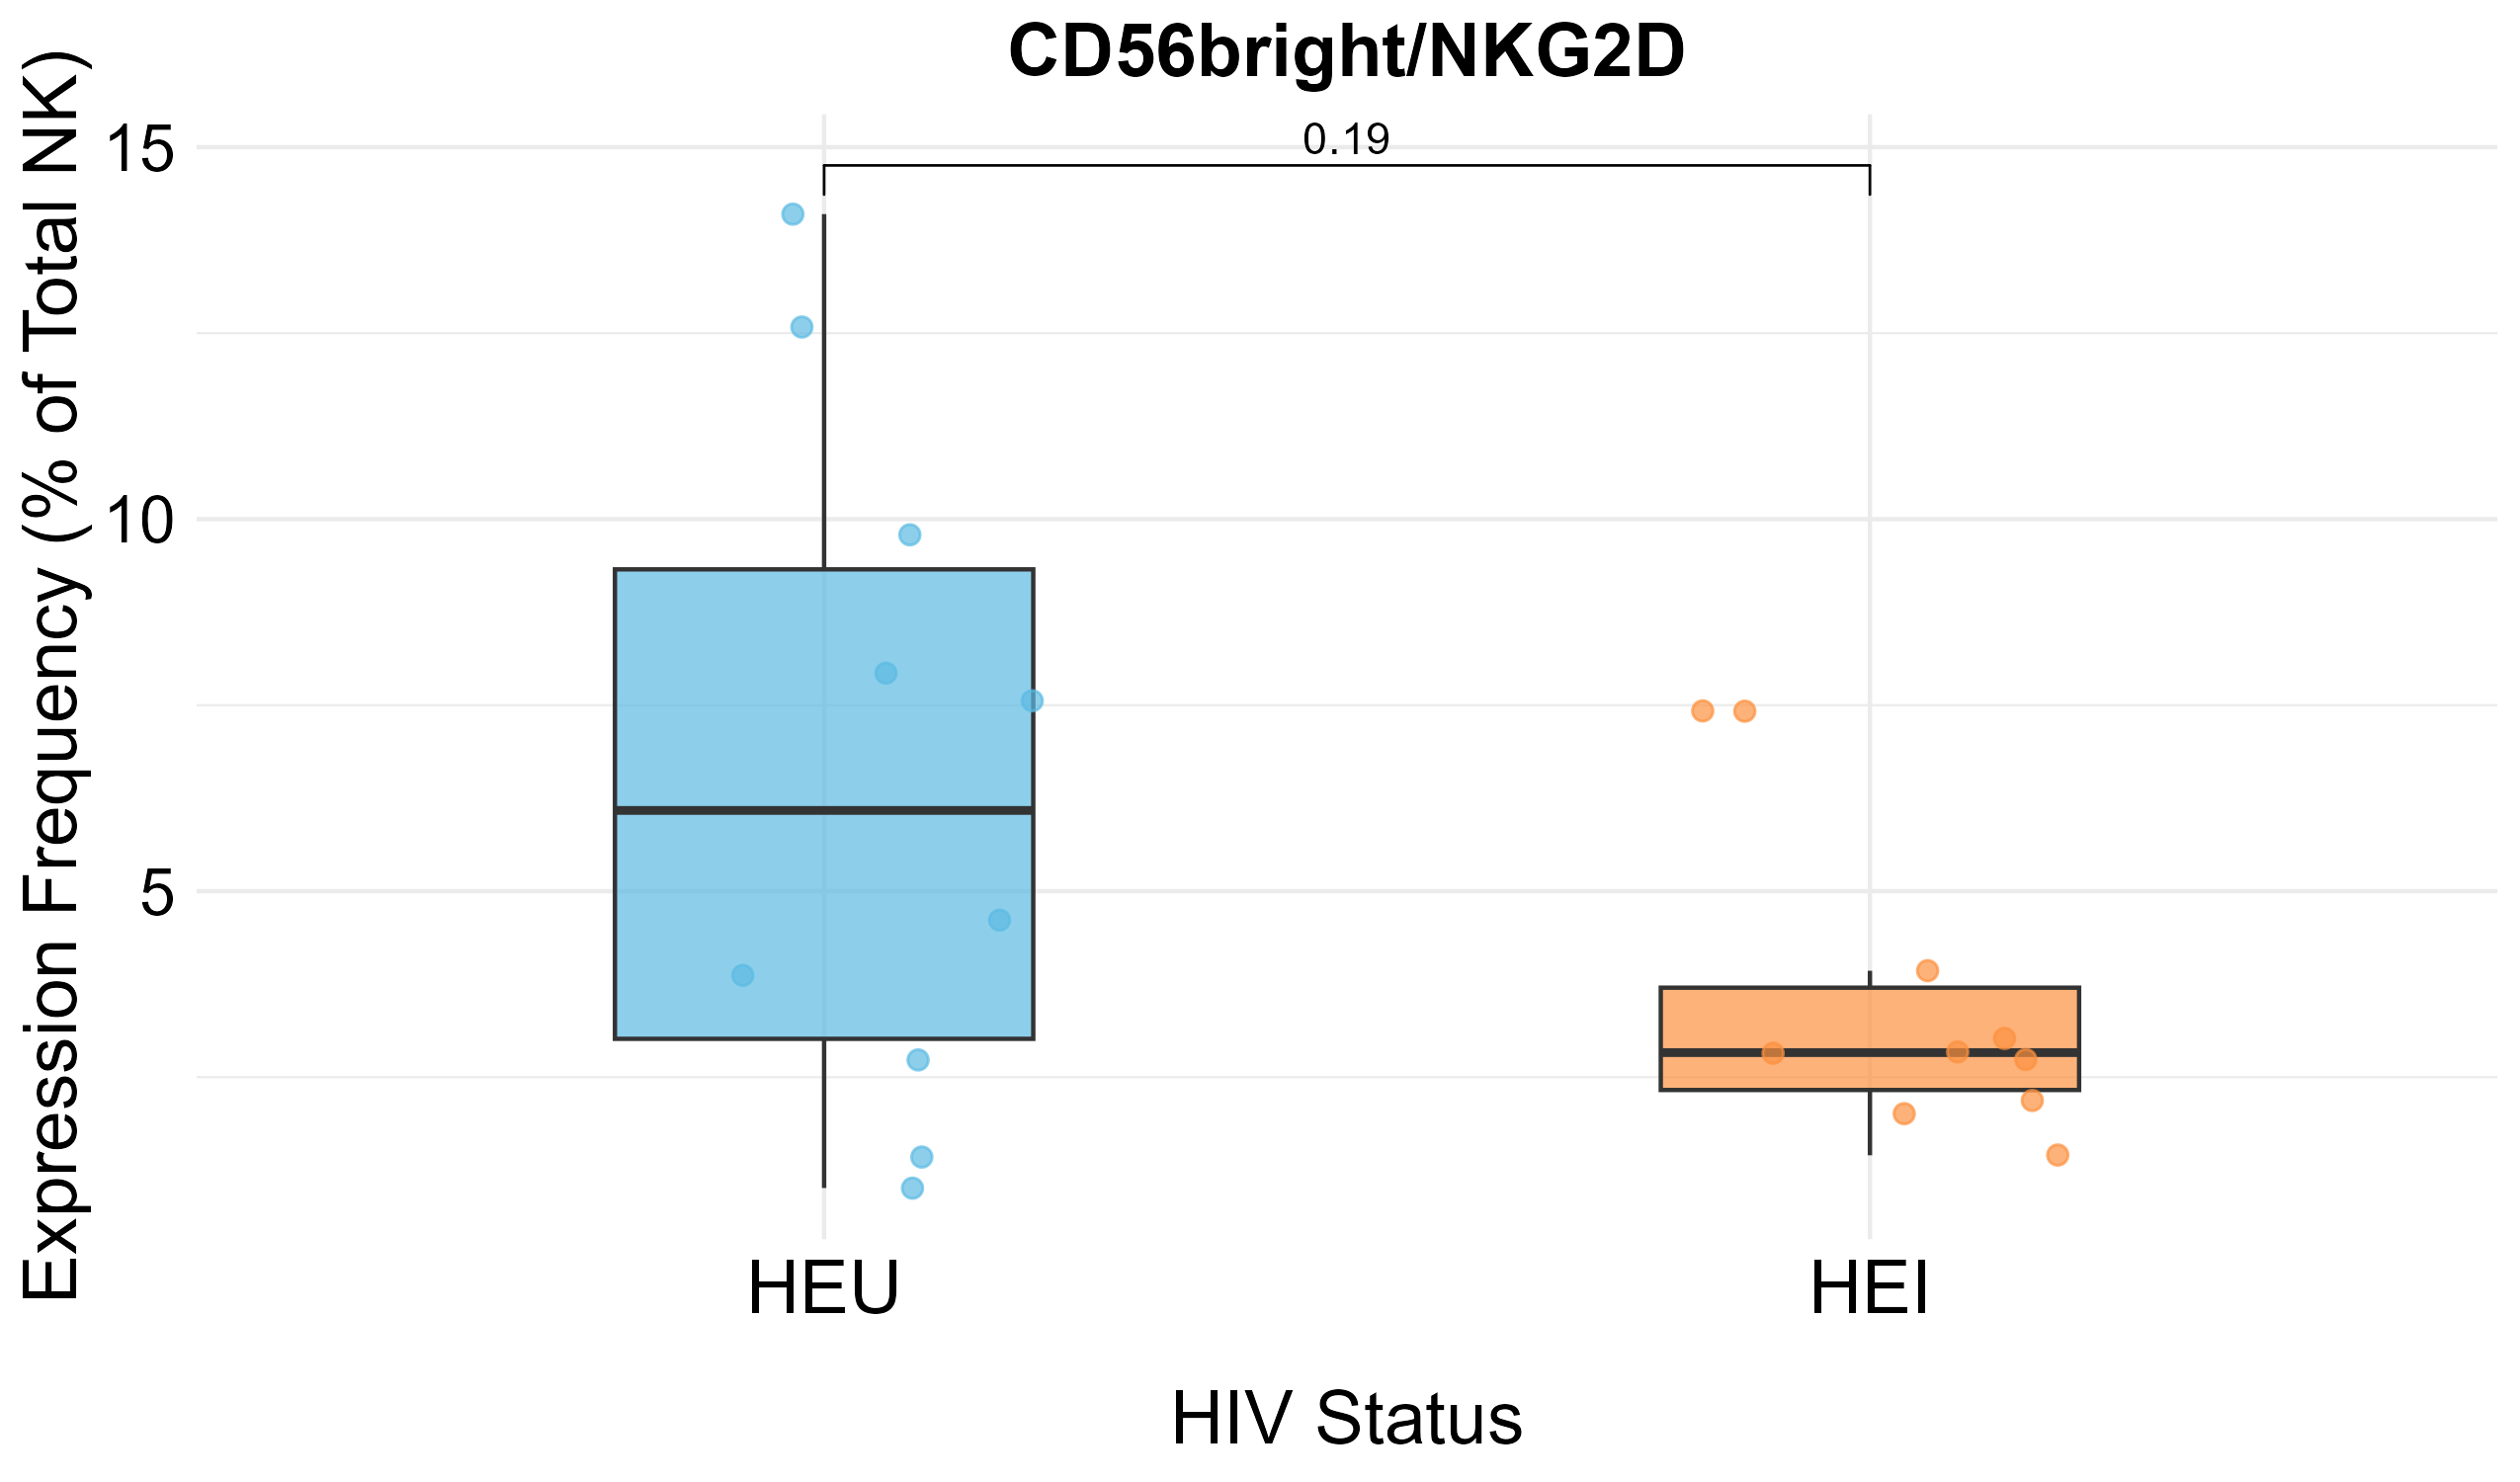 CD56bright/NKG2D
Expression Frequency (% of Total NK)
15
10
5
0.19
HEU
HEI
HIV Status